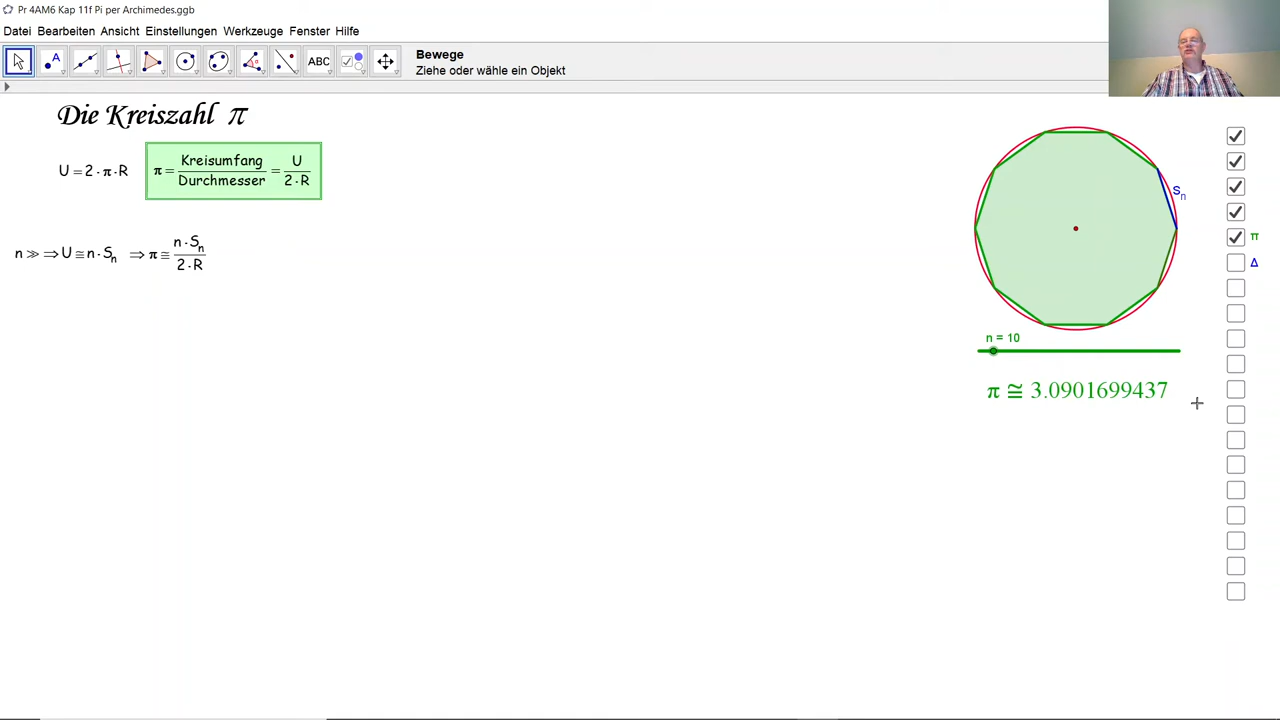 Pr 4AM6 Kap 11f Pi per Archimedes.ggb
Datei Bearbeiten Ansicht Einstellungen Werkzeuge Fenster Hilfe
A
ABC
Bewege
Ziehe oder wähle ein Objekt
Die Kreiszahl π
U = 2 · π · R
π = Kreisumfang / Durchmesser = U / 2 · R
n ≫ ⇒ U ≅ n · Sₙ ⇒ π ≅ n · Sₙ / 2 · R
Sₙ
n = 10
π ≅ 3.0901699437
π
Δ